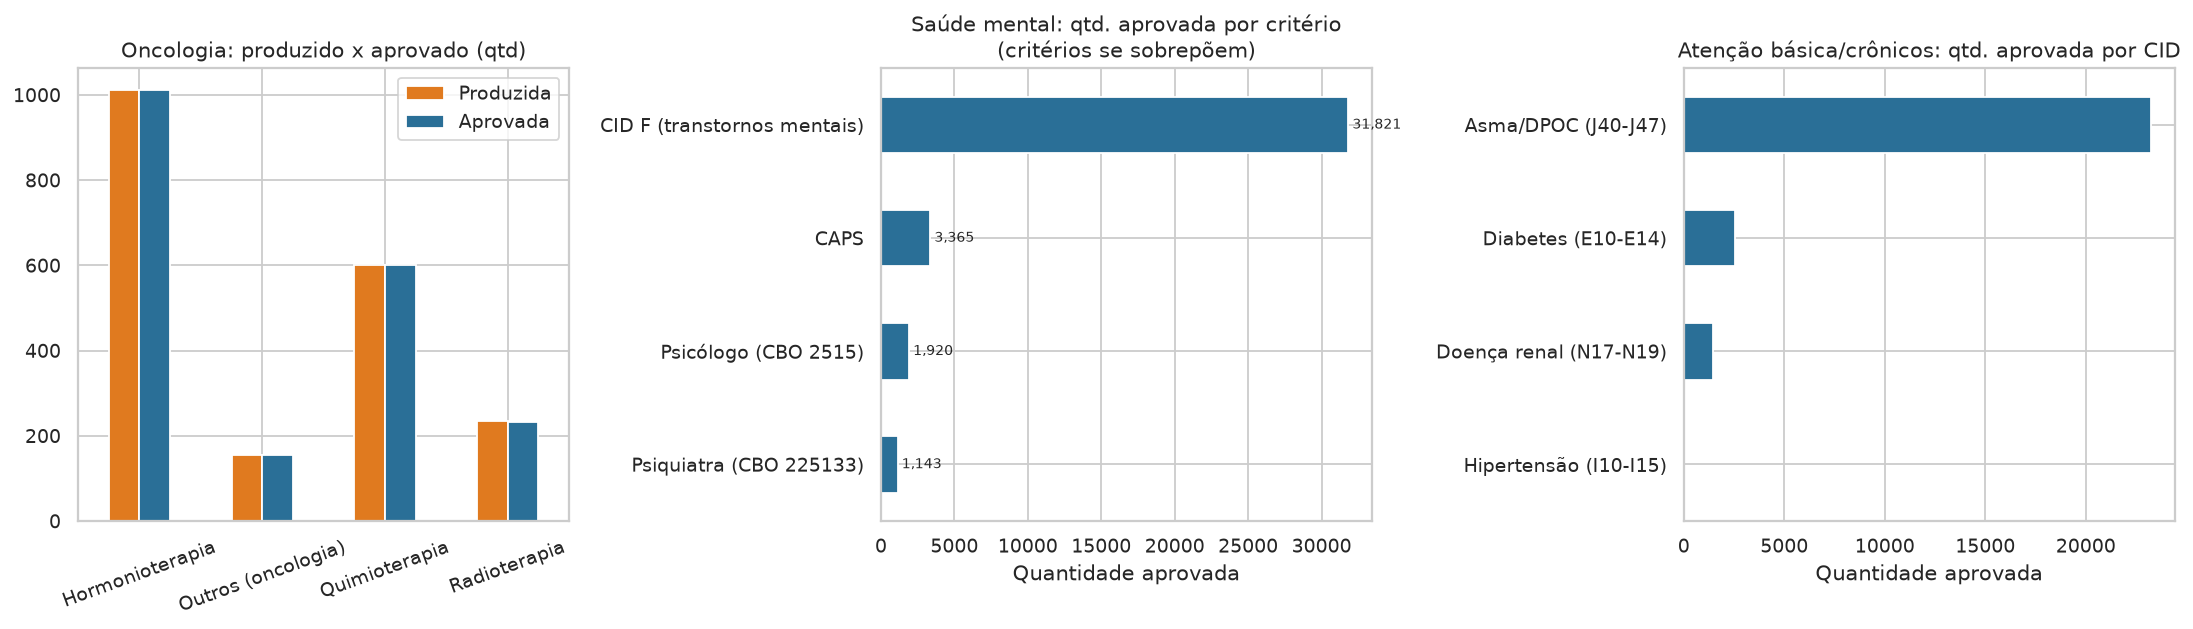 Oncologia: produzido x aprovado (qtd)
Produzida
Aprovada
1000
800
600
400
200
0
Hormonioterapia
Outros (oncologia)
Quimioterapia
Radioterapia
Saúde mental: qtd. aprovada por critério
(critérios se sobrepõem)
CID F (transtornos mentais)
31,821
CAPS
3,365
Psicólogo (CBO 2515)
1,920
Psiquiatra (CBO 225133)
1,143
0 5000 10000 15000 20000 25000 30000
Quantidade aprovada
Atenção básica/crônicos: qtd. aprovada por CID
Asma/DPOC (J40-J47)
Diabetes (E10-E14)
Doença renal (N17-N19)
Hipertensão (I10-I15)
0 5000 10000 15000 20000
Quantidade aprovada